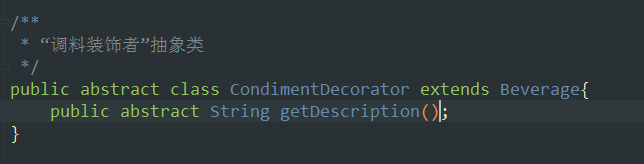 /**
 * “调料装饰者”抽象类
 */
public abstract class CondimentDecorator extends Beverage{
    public abstract String getDescription();
}